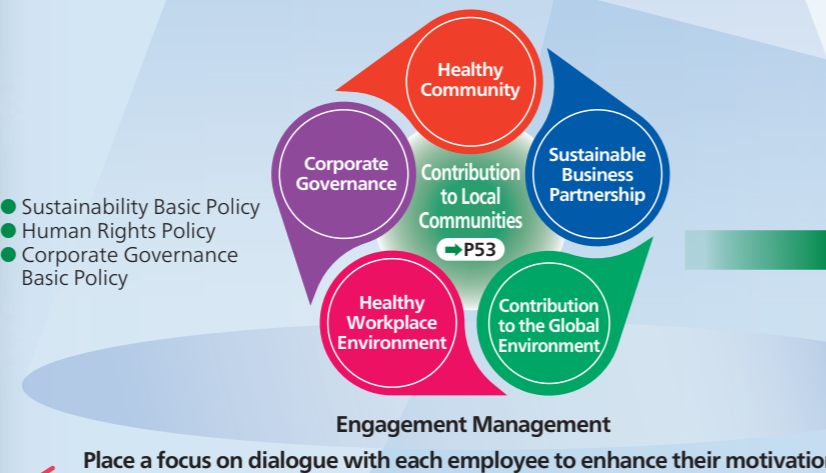 Healthy
Community
Corporate
Governance
Contribution
to Local
Communities
➡P53
Sustainable
Business
Partnership
● Sustainability Basic Policy
● Human Rights Policy
● Corporate Governance
Basic Policy
Healthy
Workplace
Environment
Contribution
to the Global
Environment
Engagement Management
Place a focus on dialogue with each employee to enhance their motivation